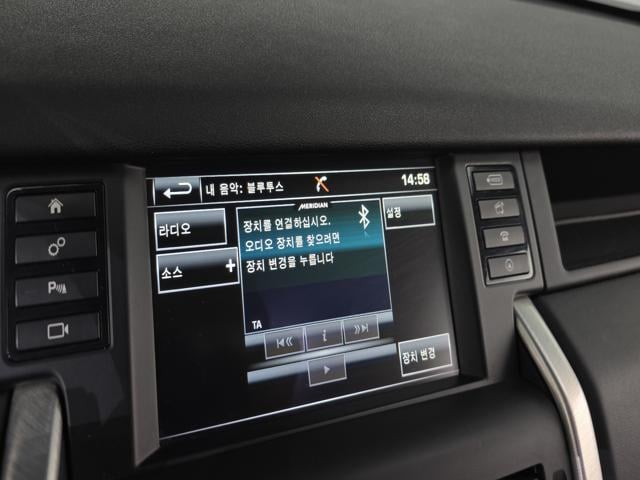 내 음악: 블루투스
14:58
라디오
MERIDIAN
설정
장치를 연결하십시오.
오디오 장치를 찾으려면
장치 변경을 누릅니다
소스 +
TA
i
장치 변경
P